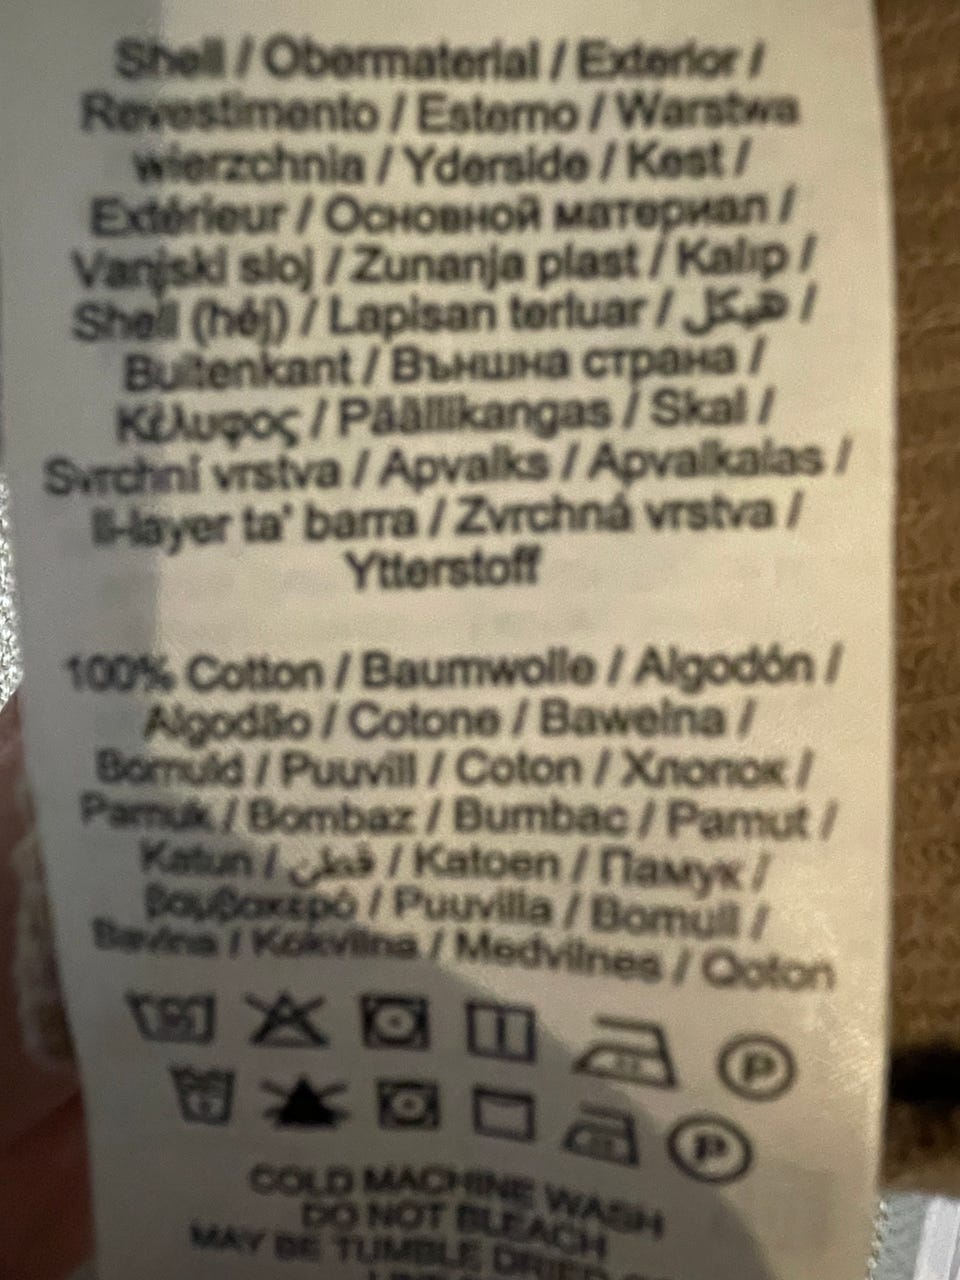 Shell / Obermaterial / Exterior /
Revestimento / Esterno / Warstwa
wierzchnia / Yderside / Kest /
Extérieur / Основной материал /
Vanjski sloj / Zunanja plast / Kalıp /
Shell (héj) / Lapisan terluar / هيكل /
Buitenkant / Външна страна /
Κέλυφος / Päällikangas / Skal /
Svrchní vrstva / Apvalks / Apvalkalas /
Il-layer ta' barra / Zvrchná vrstva /
Ytterstoff
100% Cotton / Baumwolle / Algodón /
Algodão / Cotone / Bawełna /
Bomuld / Puuvill / Coton / Хлопок /
Pamuk / Bombaž / Bumbac / Pamut /
Katun / قطن / Katoen / Памук /
Βαμβακερό / Puuvilla / Bomull /
Bavlna / Kokvilna / Medvilnes / Qoton
P
P
COLD MACHINE WASH
DO NOT BLEACH
MAY BE TUMBLE DRIED